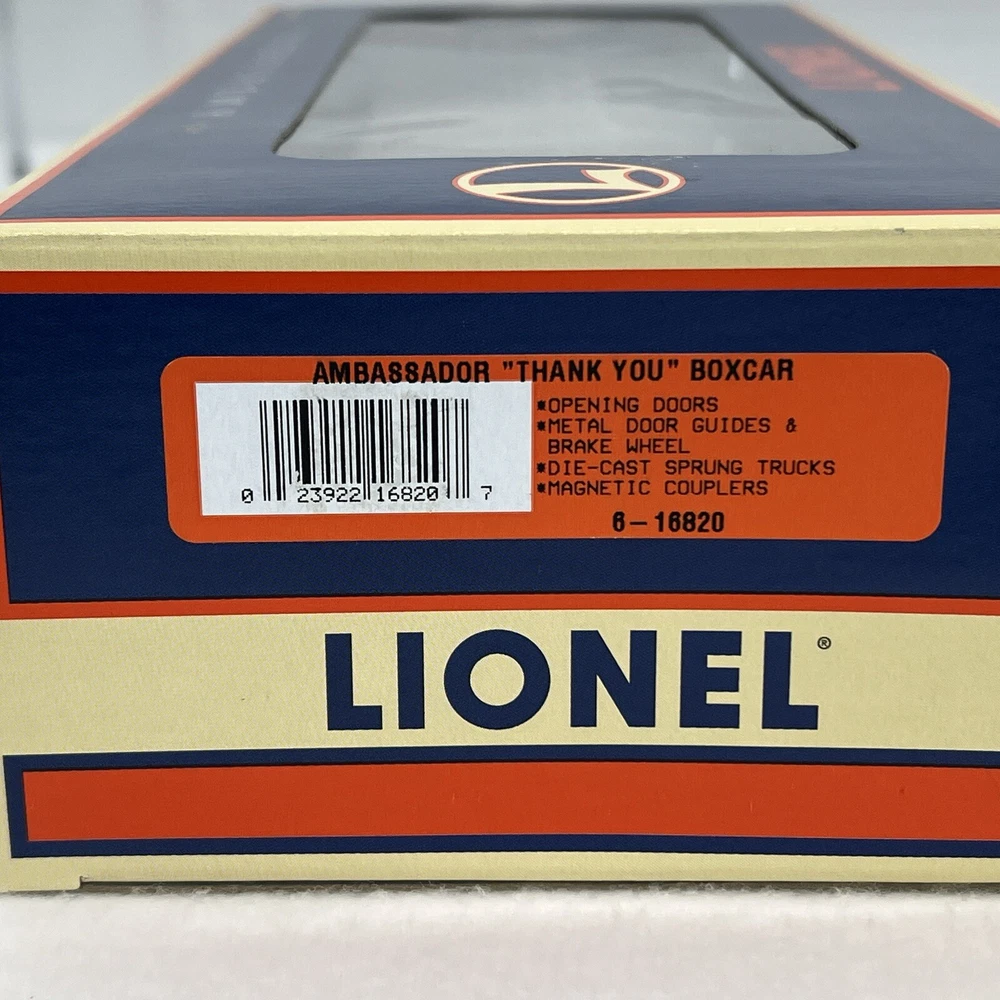 AMBASSADOR "THANK YOU" BOXCAR
*OPENING DOORS
*METAL DOOR GUIDES &
BRAKE WHEEL
*DIE-CAST SPRUNG TRUCKS
*MAGNETIC COUPLERS
0 23922 16820 7
6-16820
LIONEL®